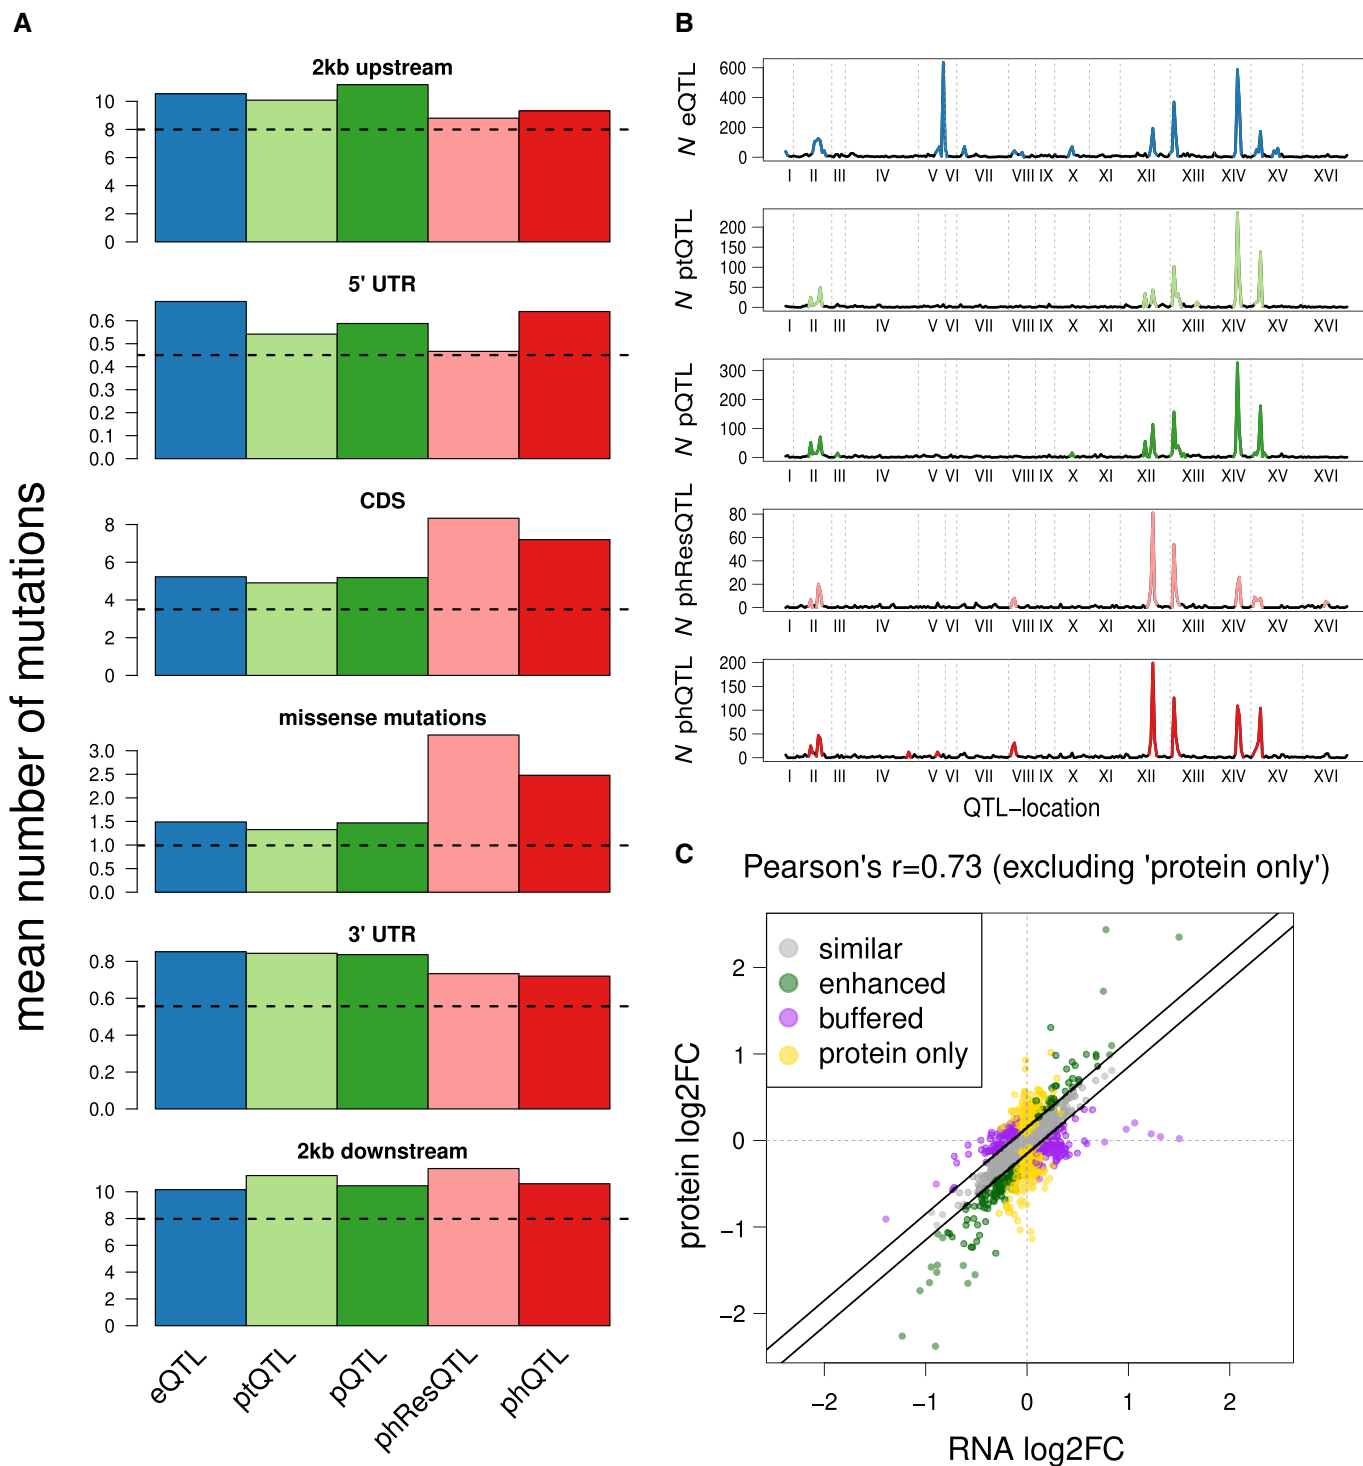 A
mean number of mutations
2kb upstream
10
8
6
4
2
0
5' UTR
0.6
0.5
0.4
0.3
0.2
0.1
0.0
CDS
8
6
4
2
0
missense mutations
3.0
2.5
2.0
1.5
1.0
0.5
0.0
3' UTR
0.8
0.6
0.4
0.2
0.0
2kb downstream
10
8
6
4
2
0
eQTL ptQTL pQTL phResQTL phQTL
B
N eQTL
600
400
200
0
I II III IV V VI VII VIII IX X XI XII XIII XIV XV XVI
N ptQTL
200
150
100
50
0
I II III IV V VI VII VIII IX X XI XII XIII XIV XV XVI
N pQTL
300
200
100
0
I II III IV V VI VII VIII IX X XI XII XIII XIV XV XVI
N phResQTL
80
60
40
20
0
I II III IV V VI VII VIII IX X XI XII XIII XIV XV XVI
N phQTL
200
150
100
50
0
I II III IV V VI VII VIII IX X XI XII XIII XIV XV XVI
QTL−location
C
Pearson's r=0.73 (excluding 'protein only')
similar
enhanced
buffered
protein only
protein log2FC
2
1
0
−1
−2
−2 −1 0 1 2
RNA log2FC